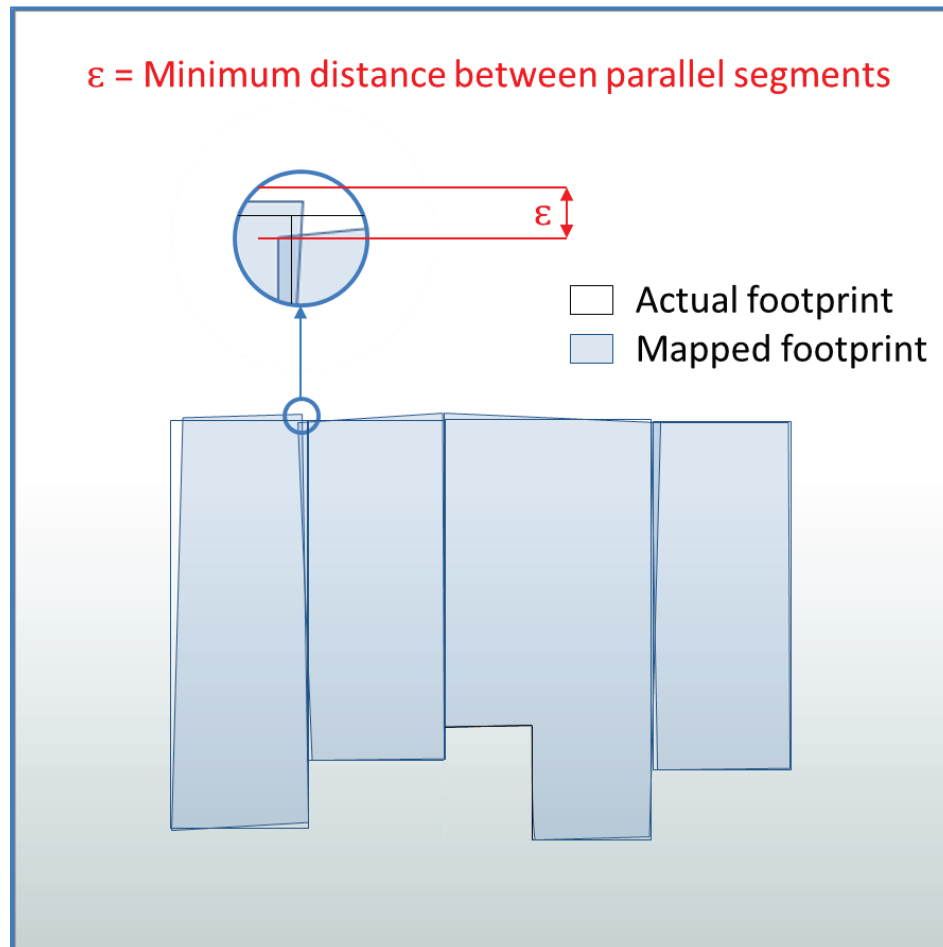 ε = Minimum distance between parallel segments
ε
Actual footprint
Mapped footprint